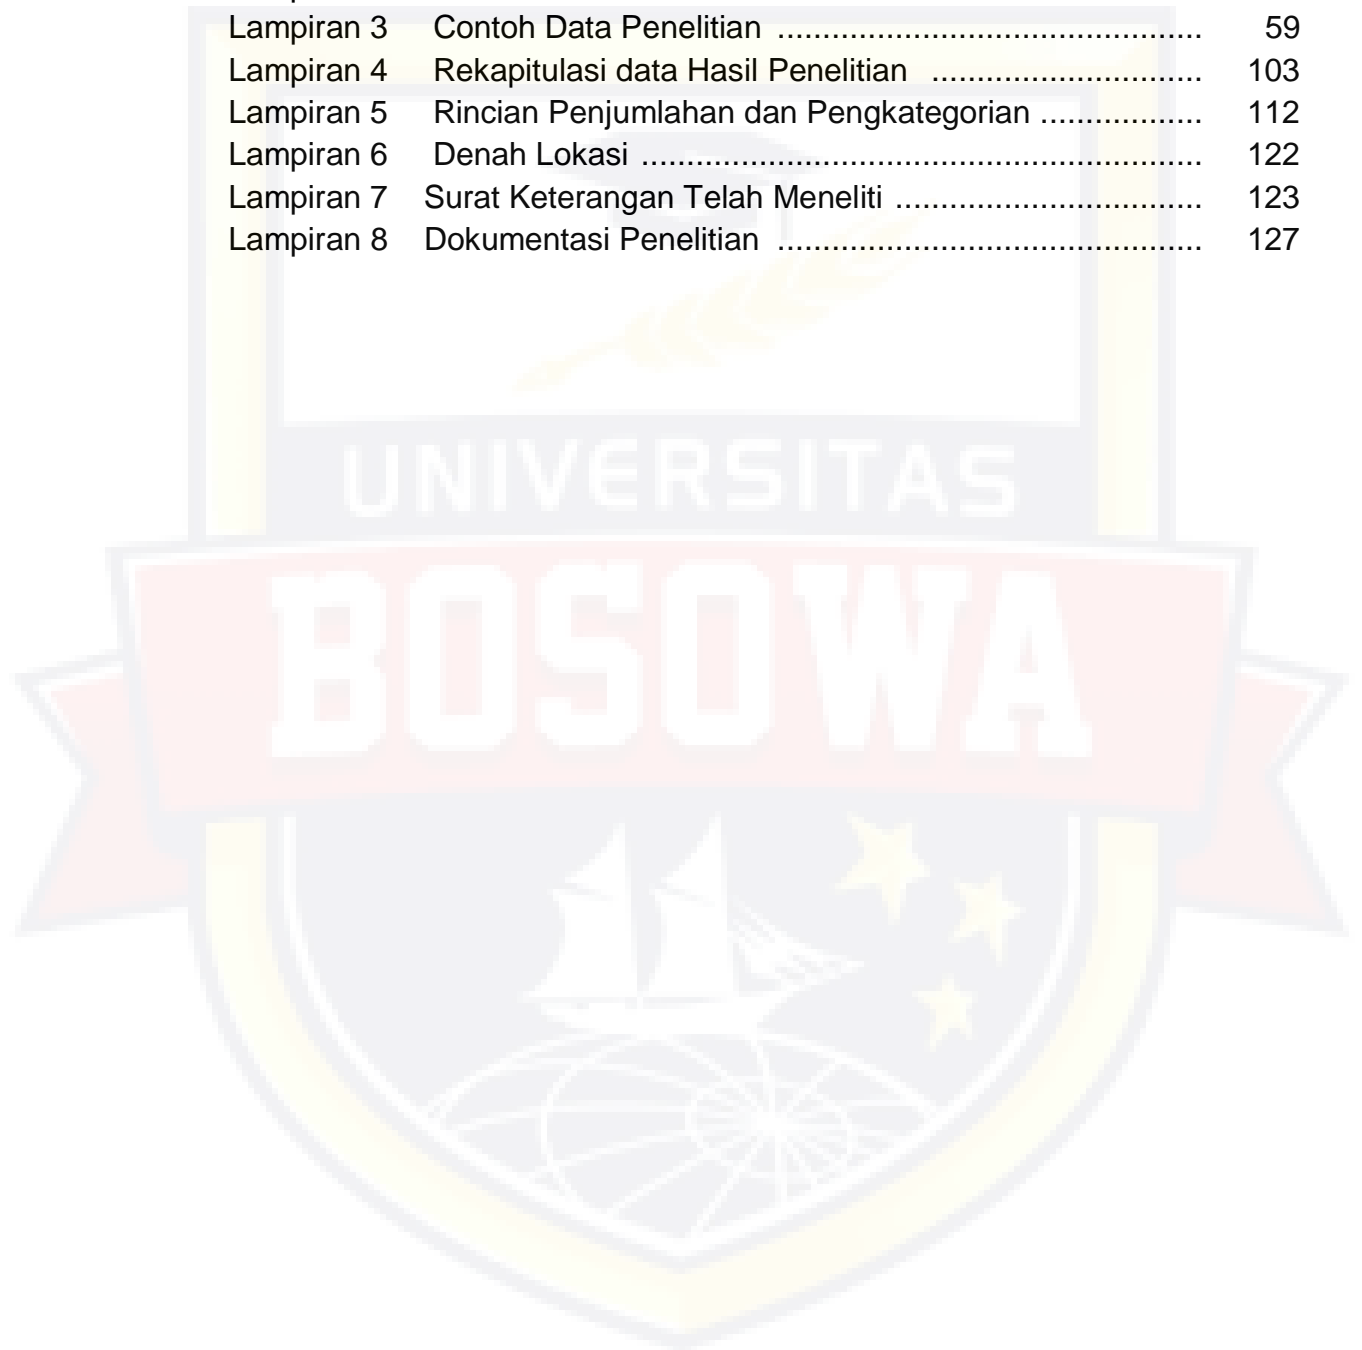 Lampiran 3 Contoh Data Penelitian ............................................... 59
Lampiran 4 Rekapitulasi data Hasil Penelitian .............................. 103
Lampiran 5 Rincian Penjumlahan dan Pengkategorian .................. 112
Lampiran 6 Denah Lokasi .............................................................. 122
Lampiran 7 Surat Keterangan Telah Meneliti .................................. 123
Lampiran 8 Dokumentasi Penelitian ............................................... 127
UNIVERSITAS
BOSOWA